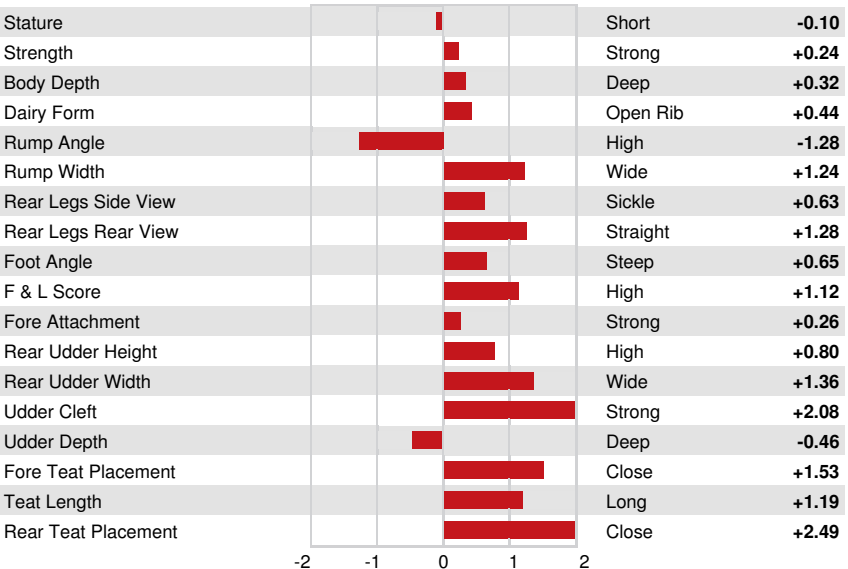 Stature Short -0.10
Strength Strong +0.24
Body Depth Deep +0.32
Dairy Form Open Rib +0.44
Rump Angle High -1.28
Rump Width Wide +1.24
Rear Legs Side View Sickle +0.63
Rear Legs Rear View Straight +1.28
Foot Angle Steep +0.65
F & L Score High +1.12
Fore Attachment Strong +0.26
Rear Udder Height High +0.80
Rear Udder Width Wide +1.36
Udder Cleft Strong +2.08
Udder Depth Deep -0.46
Fore Teat Placement Close +1.53
Teat Length Long +1.19
Rear Teat Placement Close +2.49
-2 -1 0 1 2